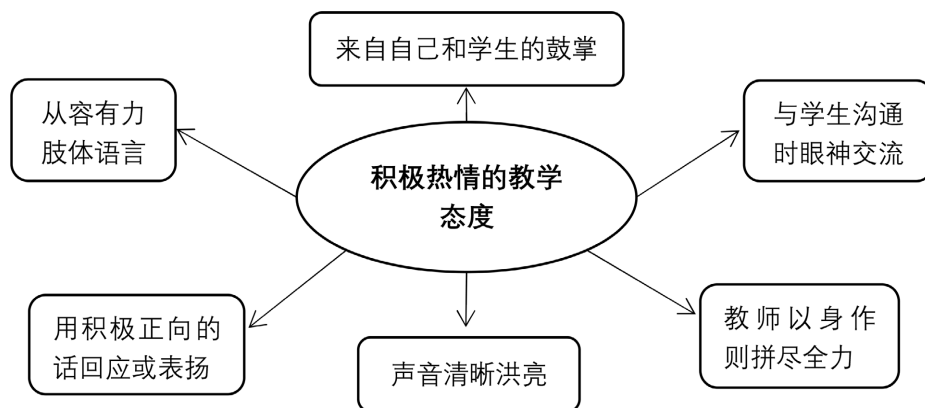 来自自己和学生的鼓掌
从容有力
肢体语言
与学生沟通
时眼神交流
积极热情的教学
态度
用积极正向的
话回应或表扬
声音清晰洪亮
教师以身作
则拼尽全力